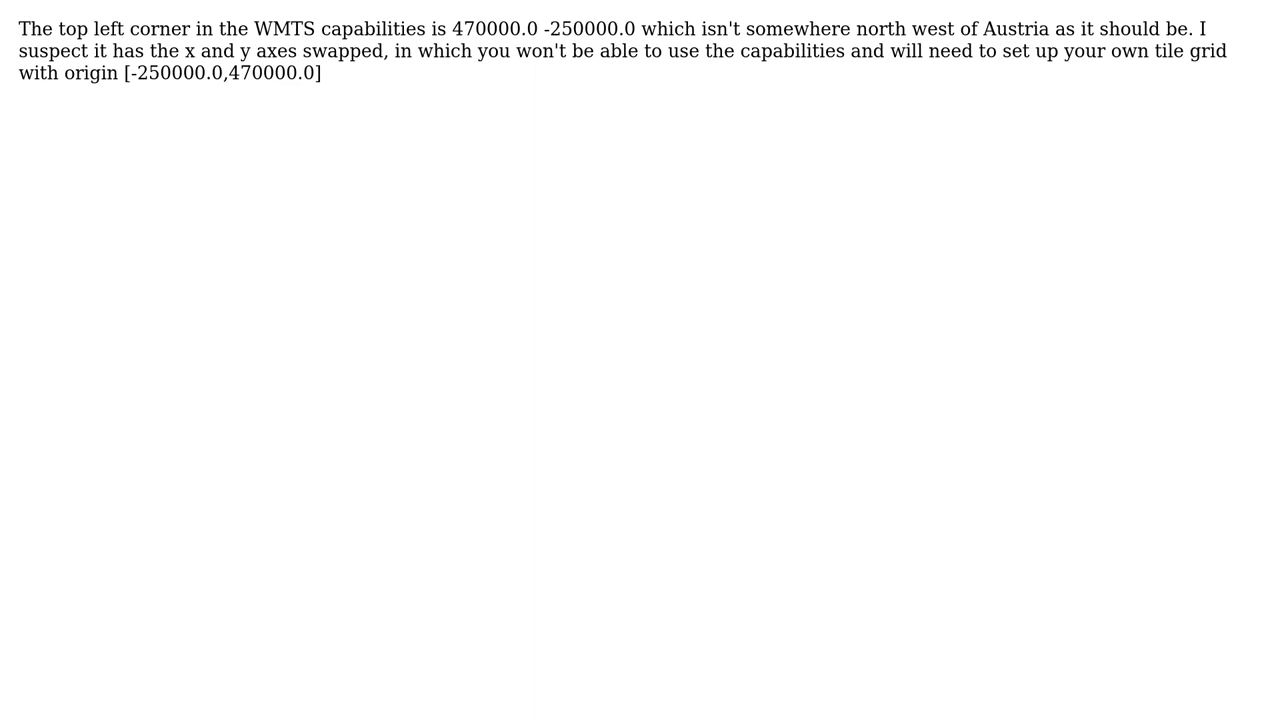 The top left corner in the WMTS capabilities is 470000.0 -250000.0 which isn't somewhere north west of Austria as it should be. I
suspect it has the x and y axes swapped, in which you won't be able to use the capabilities and will need to set up your own tile grid
with origin [-250000.0,470000.0]